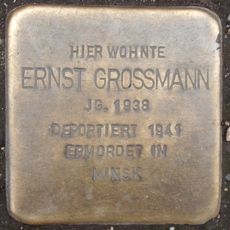 HIER WOHNTE
ERNST GROSSMANN
JG. 1938
DEPORTIERT 1941
ERMORDET IN
MINSK